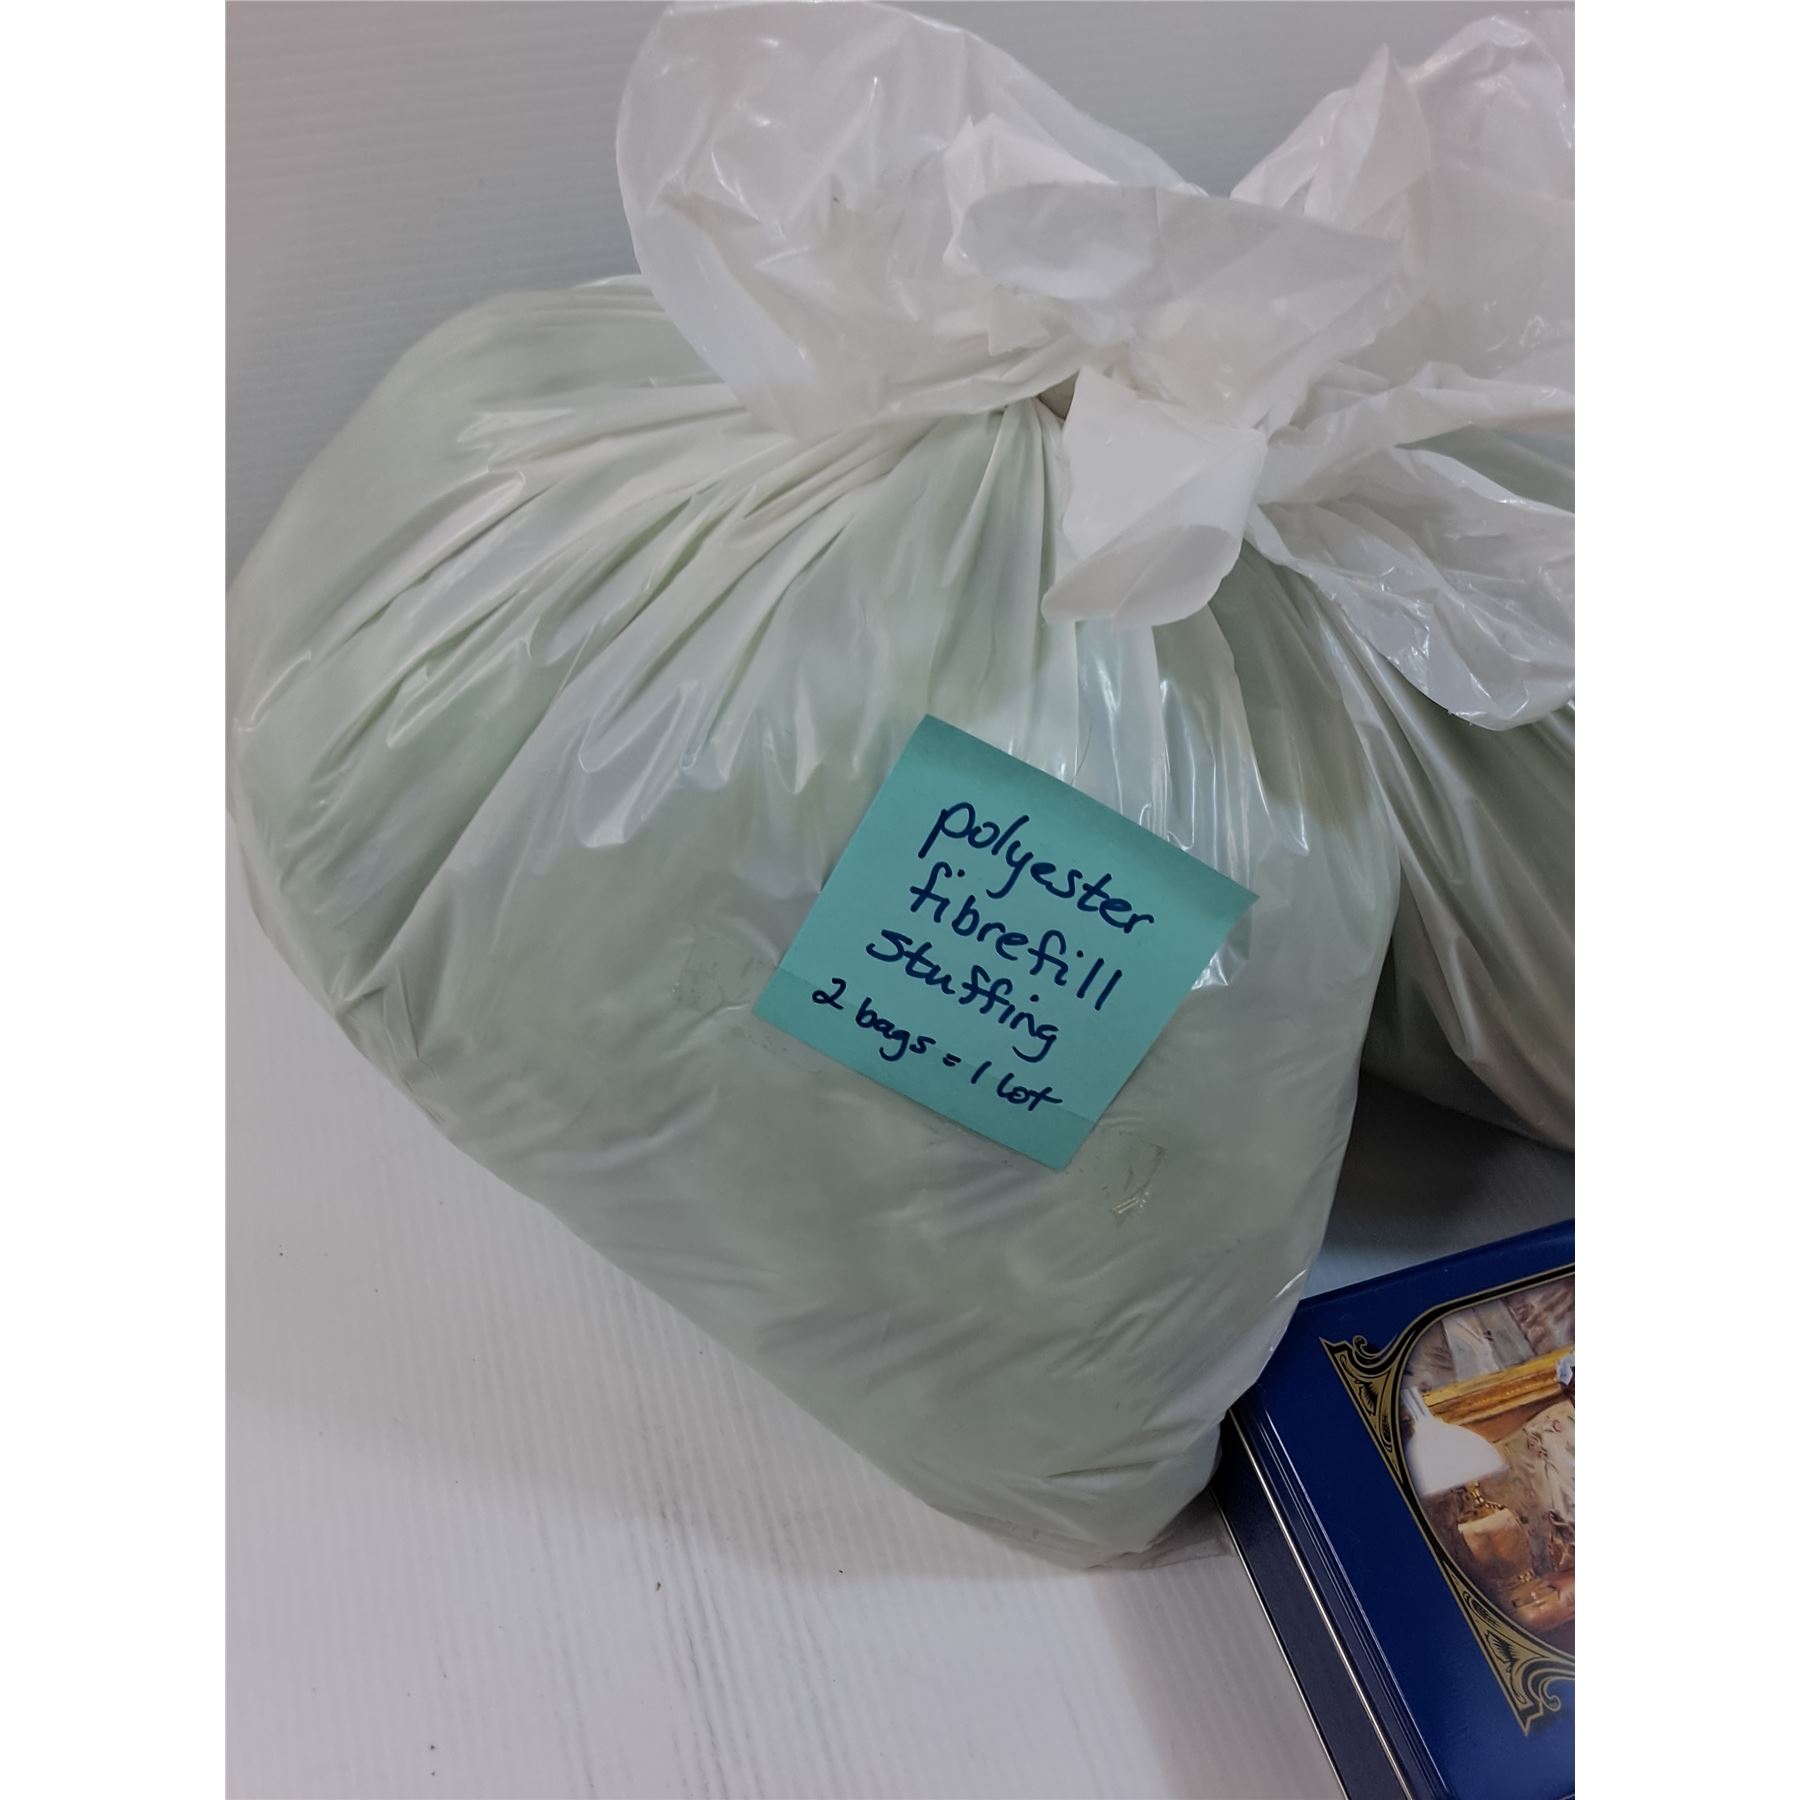 polyester
fibrefill
stuffing
2 bags = 1 lot